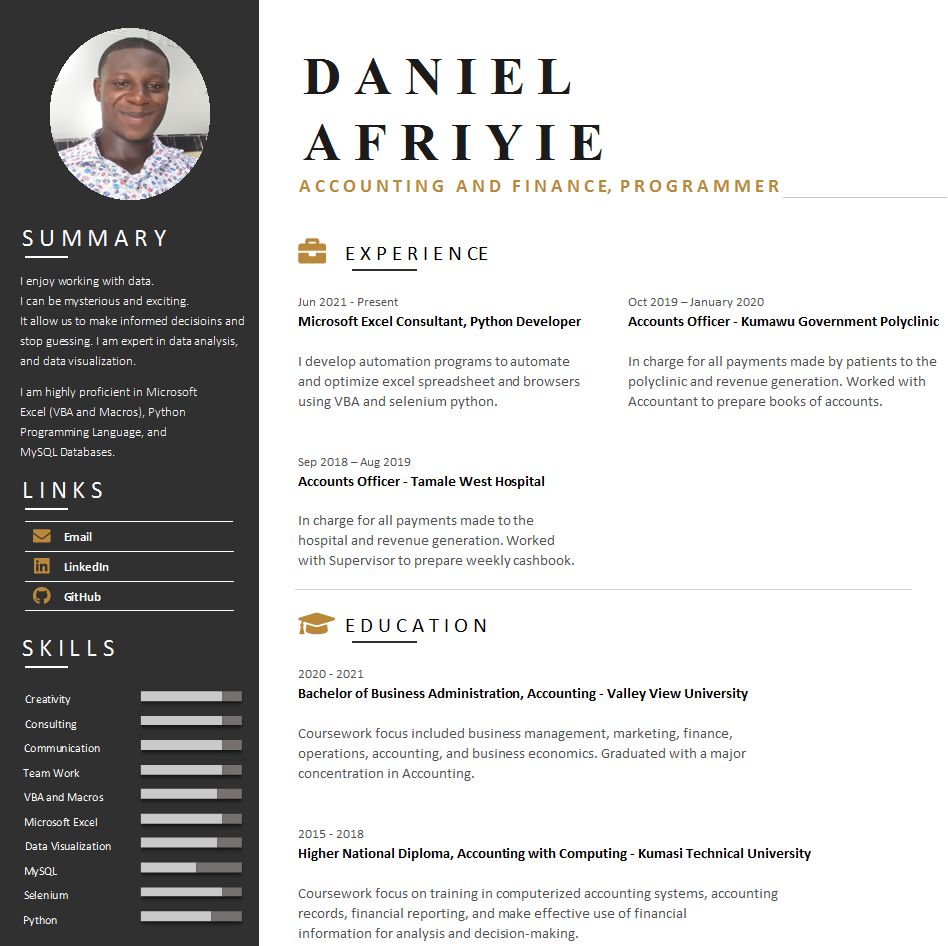 DANIEL
AFRIYIE
ACCOUNTING AND FINANCE, PROGRAMMER
SUMMARY
I enjoy working with data.
I can be mysterious and exciting.
It allow us to make informed decisioins and
stop guessing. I am expert in data analysis,
and data visualization.
I am highly proficient in Microsoft
Excel (VBA and Macros), Python
Programming Language, and
MySQL Databases.
LINKS
Email
LinkedIn
GitHub
SKILLS
Creativity
Consulting
Communication
Team Work
VBA and Macros
Microsoft Excel
Data Visualization
MySQL
Selenium
Python
EXPERIENCE
Jun 2021 - Present
Microsoft Excel Consultant, Python Developer
I develop automation programs to automate
and optimize excel spreadsheet and browsers
using VBA and selenium python.
Oct 2019 – January 2020
Accounts Officer - Kumawu Government Polyclinic
In charge for all payments made by patients to the
polyclinic and revenue generation. Worked with
Accountant to prepare books of accounts.
Sep 2018 – Aug 2019
Accounts Officer - Tamale West Hospital
In charge for all payments made to the
hospital and revenue generation. Worked
with Supervisor to prepare weekly cashbook.
EDUCATION
2020 - 2021
Bachelor of Business Administration, Accounting - Valley View University
Coursework focus included business management, marketing, finance,
operations, accounting, and business economics. Graduated with a major
concentration in Accounting.
2015 - 2018
Higher National Diploma, Accounting with Computing - Kumasi Technical University
Coursework focus on training in computerized accounting systems, accounting
records, financial reporting, and make effective use of financial
information for analysis and decision-making.